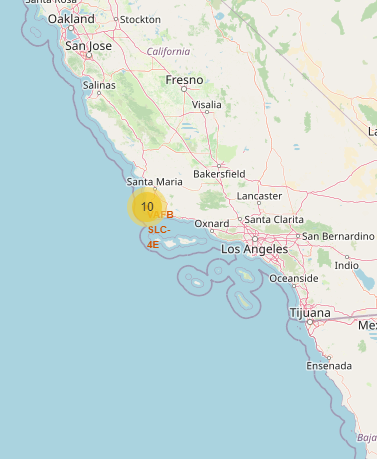 Santa Rosa
Oakland
Stockton
San Jose
California
Fresno
Salinas
Visalia
Bakersfield
Santa Maria
Lancaster
10
VAFB
SLC-
4E
Oxnard
Santa Clarita
San Bernardino
Los Angeles
Indio
Oceanside
Tijuana
Mex
Ensenada
Baja